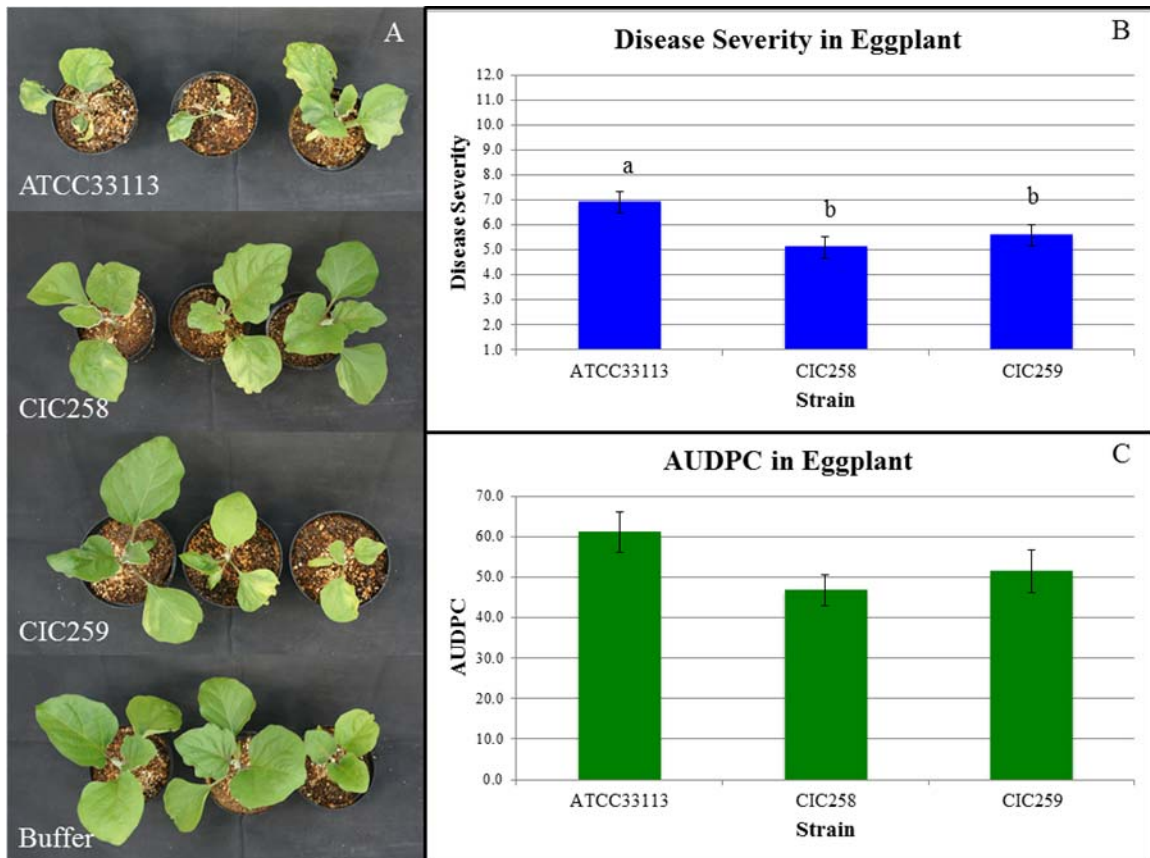 A
ATCC33113
CIC258
CIC259
Buffer
Disease Severity in Eggplant
B
Disease Severity
12.0
11.0
10.0
9.0
8.0
7.0
6.0
5.0
4.0
3.0
2.0
1.0
a
b
b
ATCC33113 CIC258 CIC259
Strain
AUDPC in Eggplant
C
AUDPC
70.0
60.0
50.0
40.0
30.0
20.0
10.0
0.0
ATCC33113 CIC258 CIC259
Strain